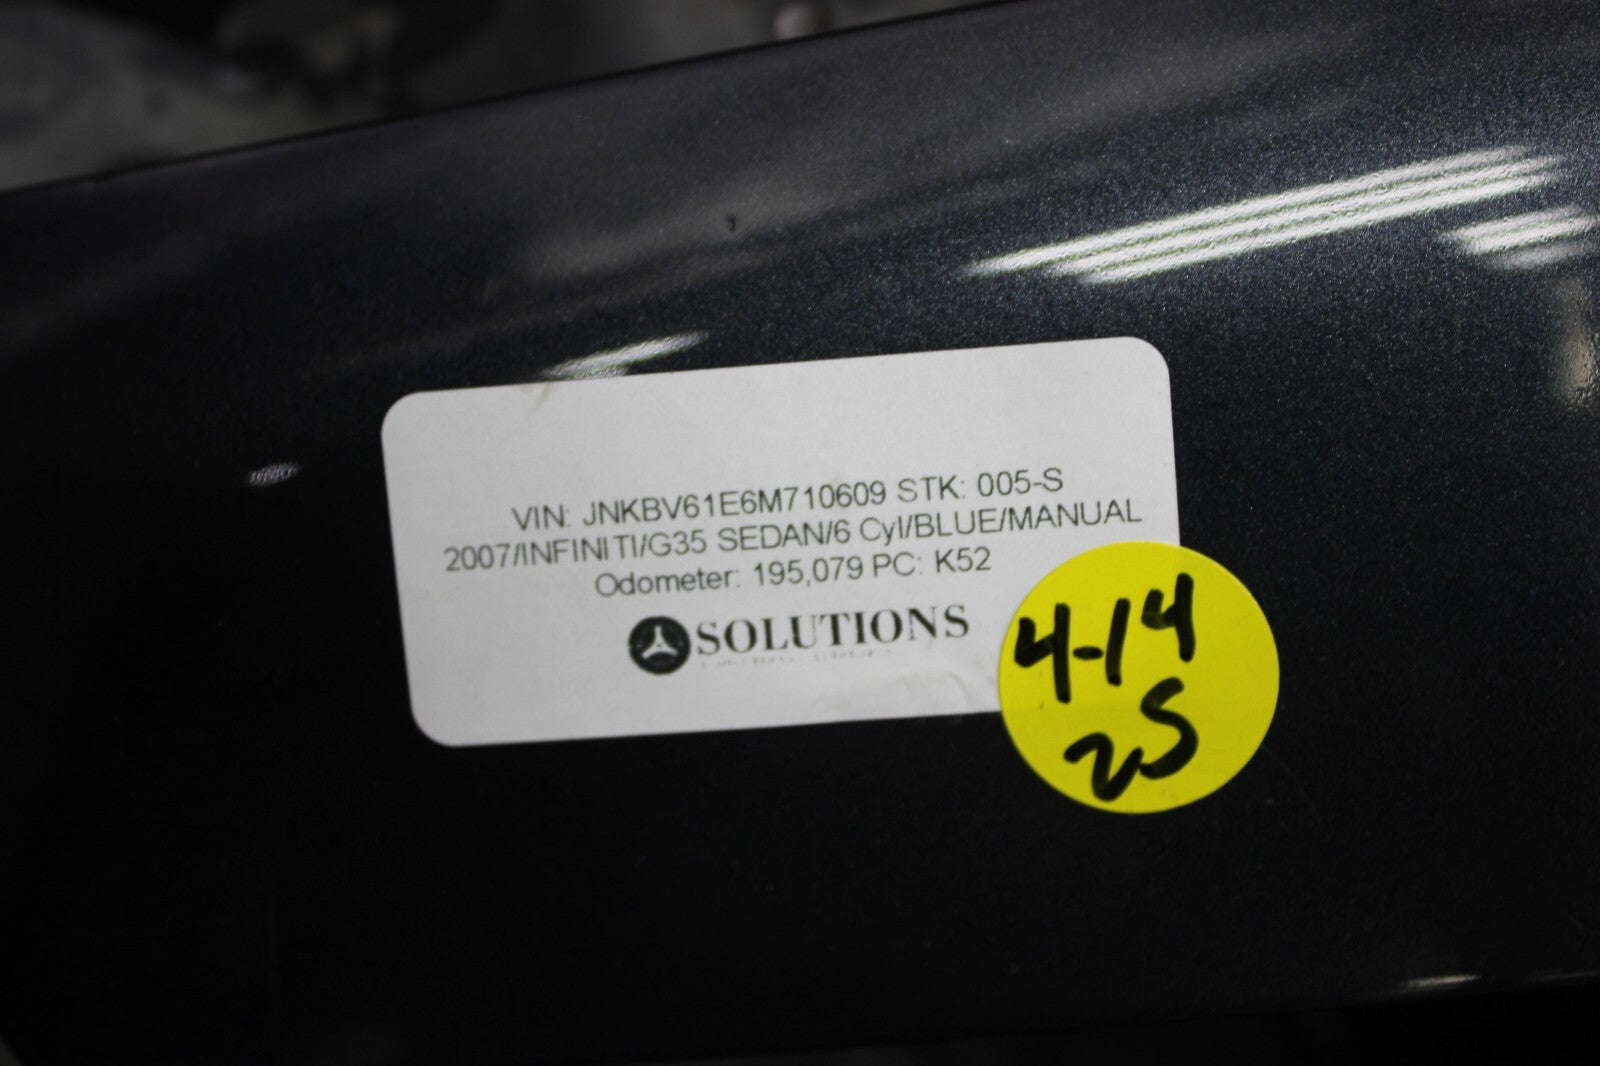 VIN: JNKBV61E6M710609 STK: 005-S
2007/INFINITI/G35 SEDAN/6 Cyl/BLUE/MANUAL
Odometer: 195,079 PC: K52
SOLUTIONS
4-14
25